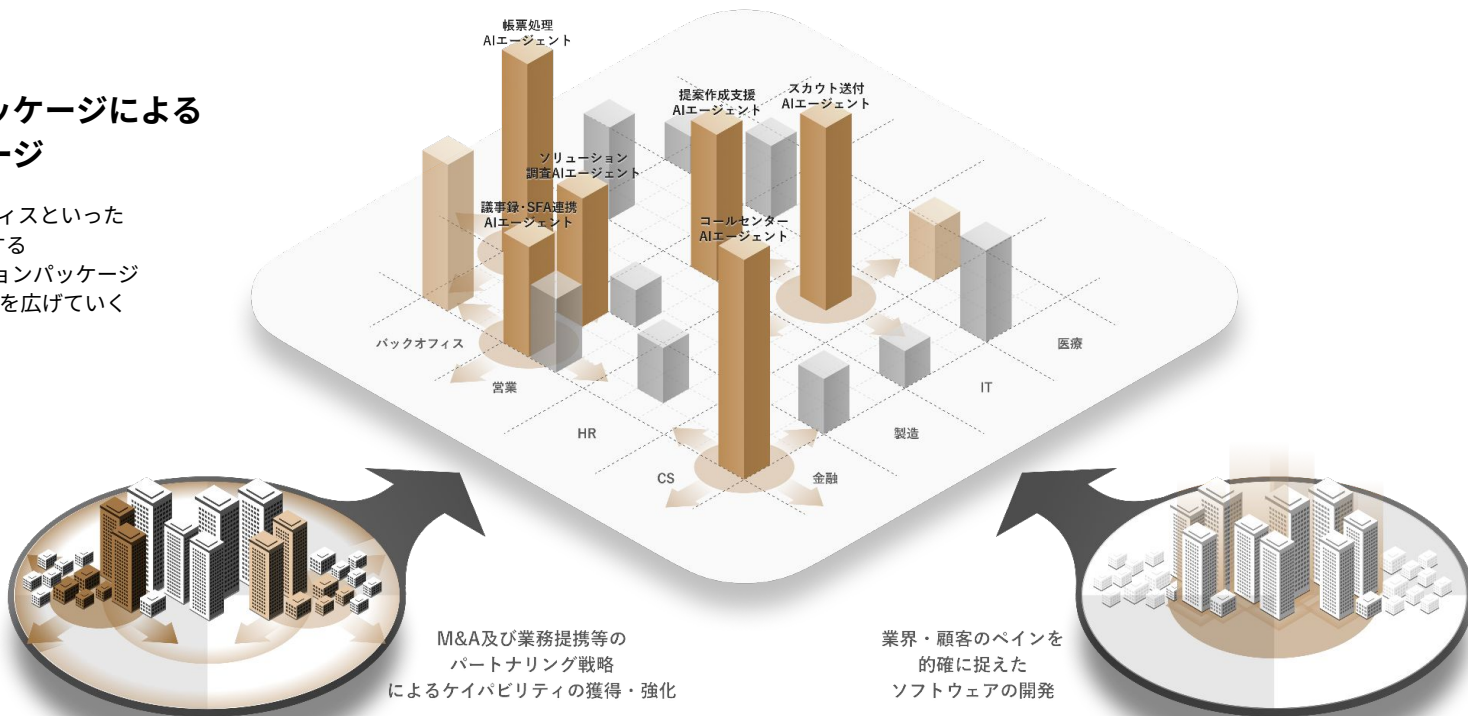 ッケージによる
ージ
ィスといった
する
ョンパッケージ
を広げていく
帳票処理
AIエージェント
提案作成支援
AIエージェント
スカウト送付
AIエージェント
ソリューション
調査AIエージェント
議事録・SFA連携
AIエージェント
コールセンター
AIエージェント
バックオフィス
営業
HR
CS
金融
製造
IT
医療
M&A及び業務提携等の
パートナリング戦略
によるケイパビリティの獲得・強化
業界・顧客のペインを
的確に捉えた
ソフトウェアの開発